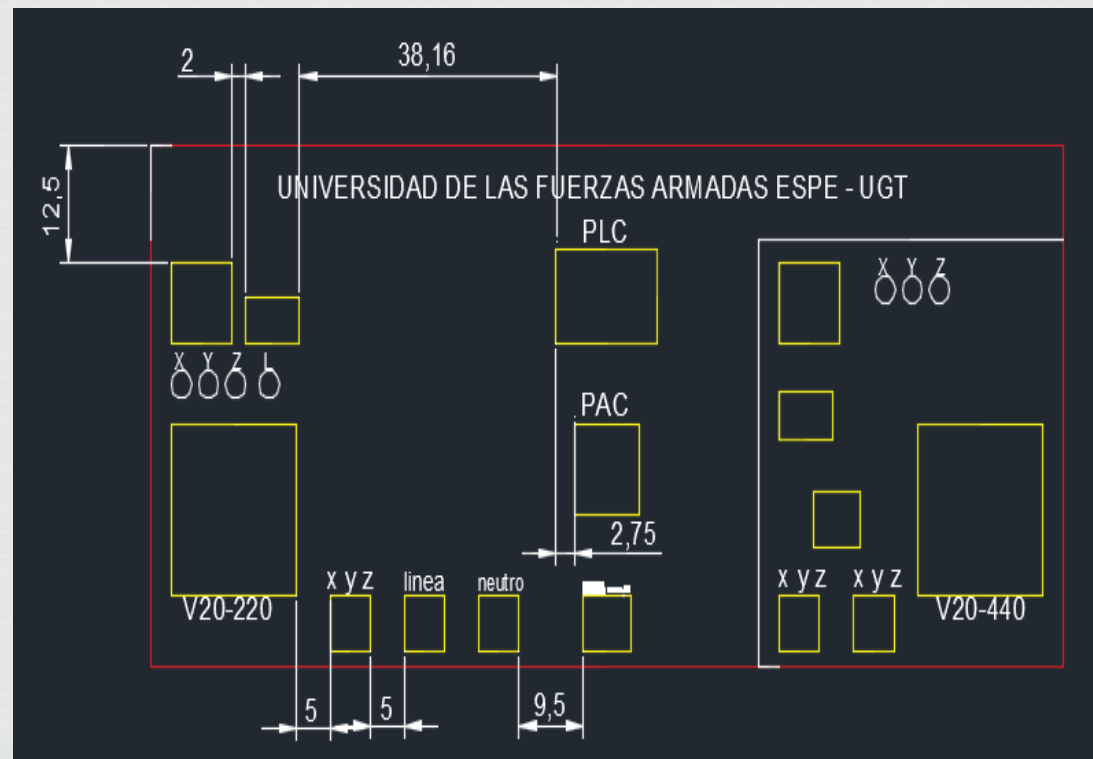 2
38,16
12,5
UNIVERSIDAD DE LAS FUERZAS ARMADAS ESPE - UGT
PLC
X Y Z
X Y Z L
PAC
2,75
x y z
linea
neutro
x y z
x y z
V20-220
V20-440
5
5
9,5